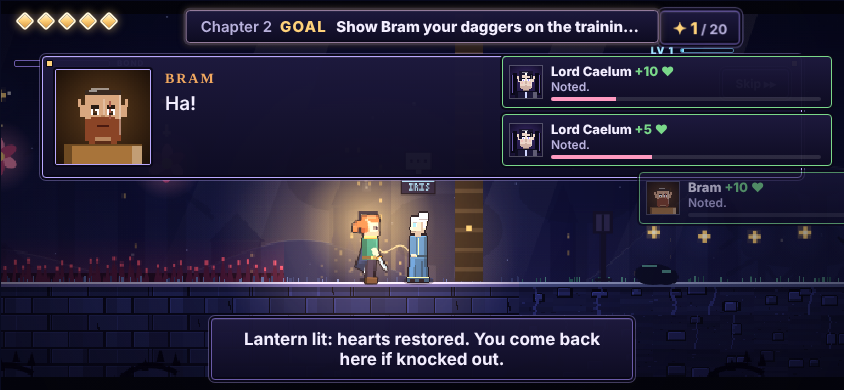 Chapter 2 GOAL Show Bram your daggers on the trainin...
1 / 20
LV 1
BRAM
Ha!
Skip
Lord Caelum +10
Noted.
Lord Caelum +5
Noted.
Bram +10
Noted.
IRIS
Lantern lit: hearts restored. You come back
here if knocked out.